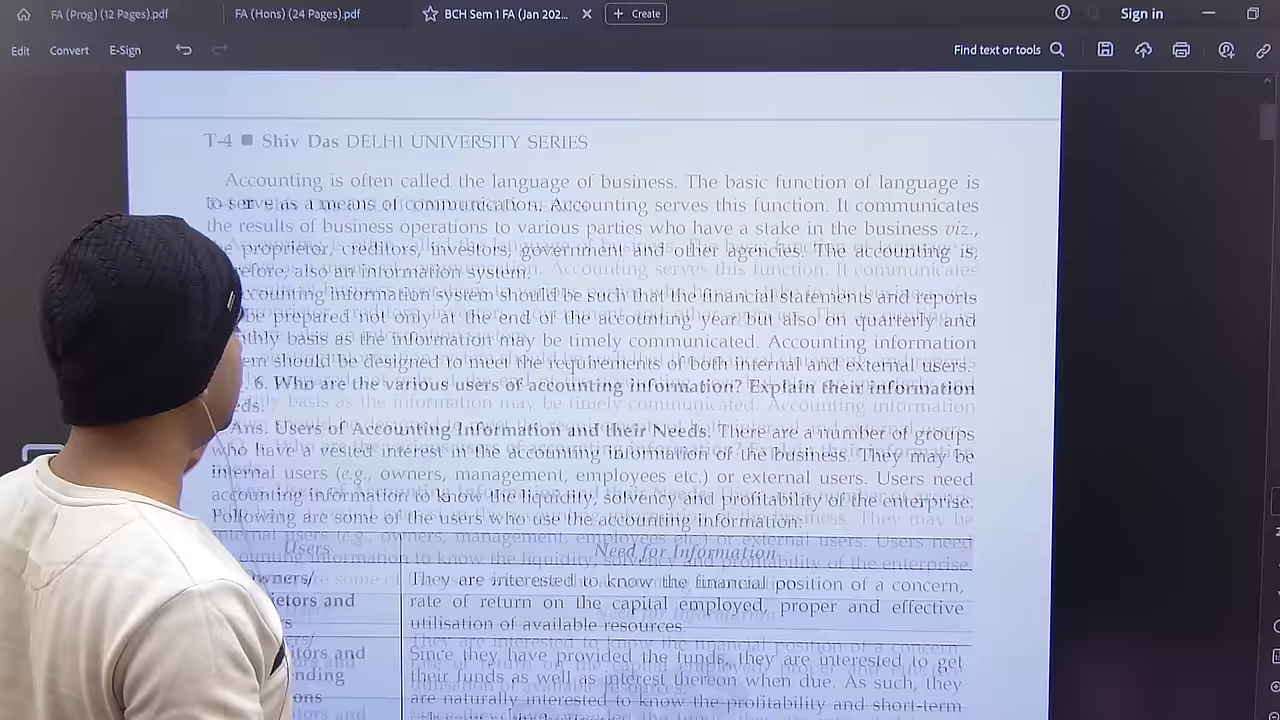 FA (Prog) (12 Pages).pdf
FA (Hons) (24 Pages).pdf
BCH Sem 1 FA (Jan 202...
Create
Sign in
Edit
Convert
E-Sign
Find text or tools
T-4 ■ Shiv Das DELHI UNIVERSITY SERIES
Accounting is often called the language of business. The basic function of language is
to serve as a means of communication. Accounting serves this function. It communicates
the results of business operations to various parties who have a stake in the business viz.,
proprietor, creditors, investors, government and other agencies. The accounting is,
also an information system.
accounting information system should be such that the financial statements and reports
be prepared not only at the end of the accounting year but also on quarterly and
basis as the information may be timely communicated. Accounting information
should be designed to meet the requirements of both internal and external users.
6. Who are the various users of accounting information? Explain their information
Ans. Users of Accounting Information and their Needs. There are a number of groups
who have a vested interest in the accounting information of the business. They may be
internal users (e.g., owners, management, employees etc.) or external users. Users need
accounting information to know the liquidity, solvency and profitability of the enterprise.
Following are some of the users who use the accounting information:
Users
Need for Information
Owners/
and
They are interested to know the financial position of a concern,
rate of return on the capital employed, proper and effective
utilisation of available resources.
and
Since they have provided the funds, they are interested to get
their funds as well as interest thereon when due. As such, they
are naturally interested to know the profitability and short-term